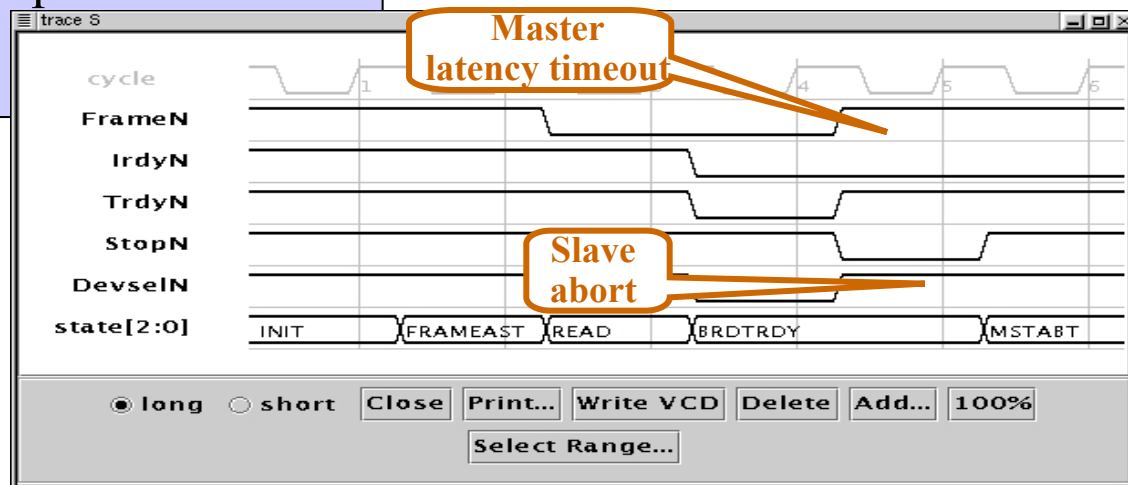 trace S
Master
latency timeout
cycle
1
4
5
6
FrameN
IrdyN
TrdyN
StopN
Slave
abort
DevselN
state[2:0]
INIT
FRAMEAST
READ
BRDTRDY
MSTABT
long
short
Close
Print...
Write VCD
Delete
Add...
100%
Select Range...